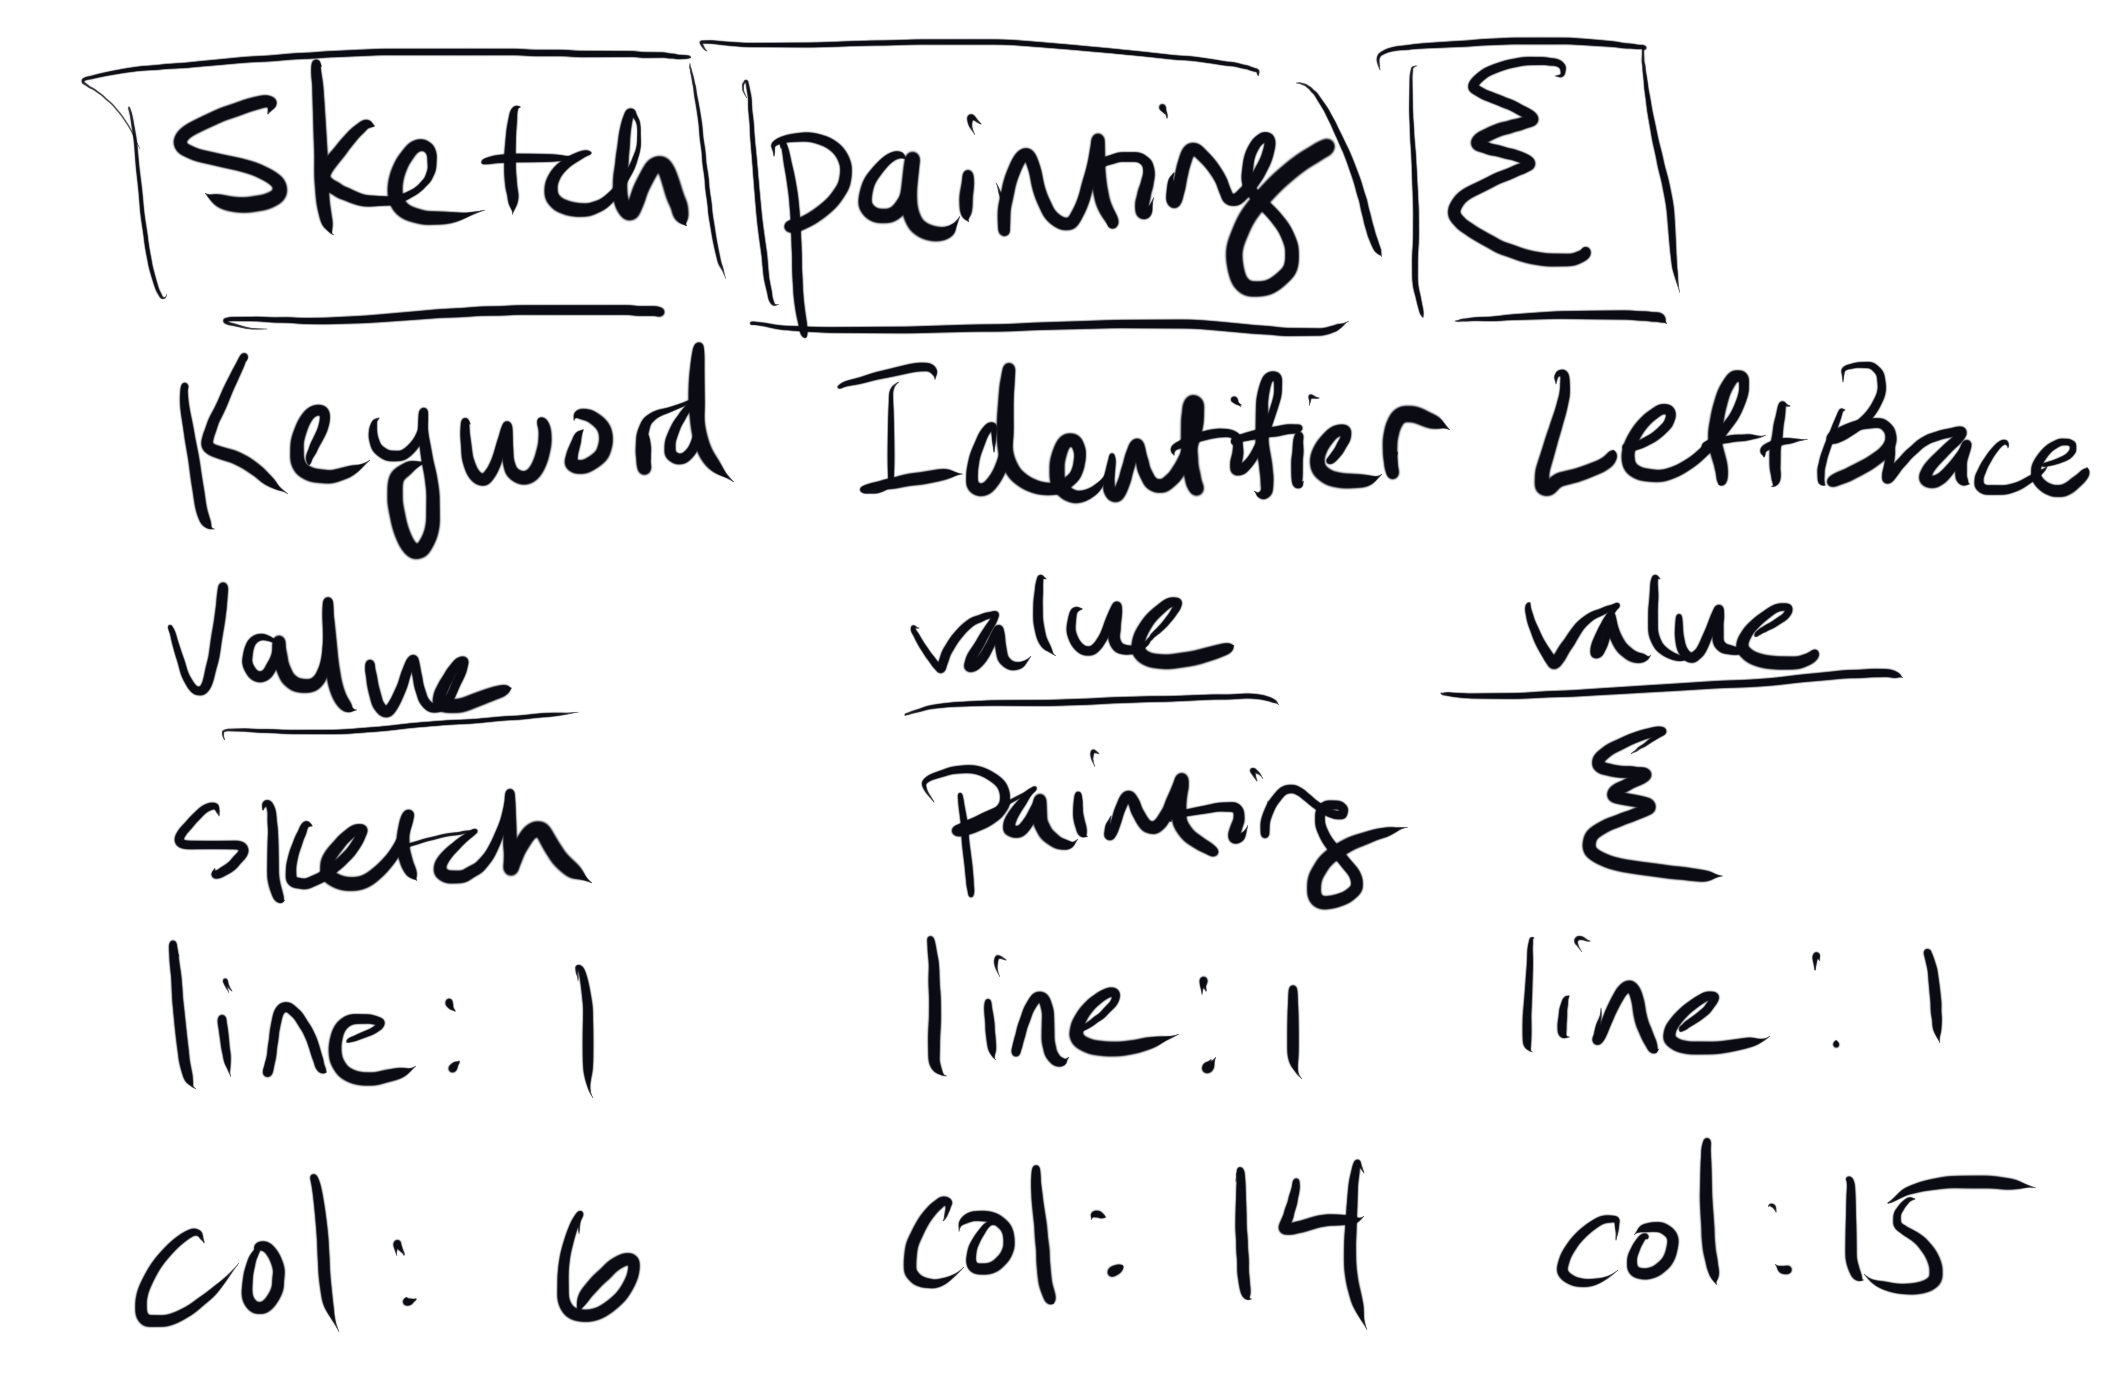 Sketch painting {
Keyword Identifier LeftBrace
Value value value
sketch painting {
line: 1 line: 1 line: 1
col: 6 col: 14 col: 15